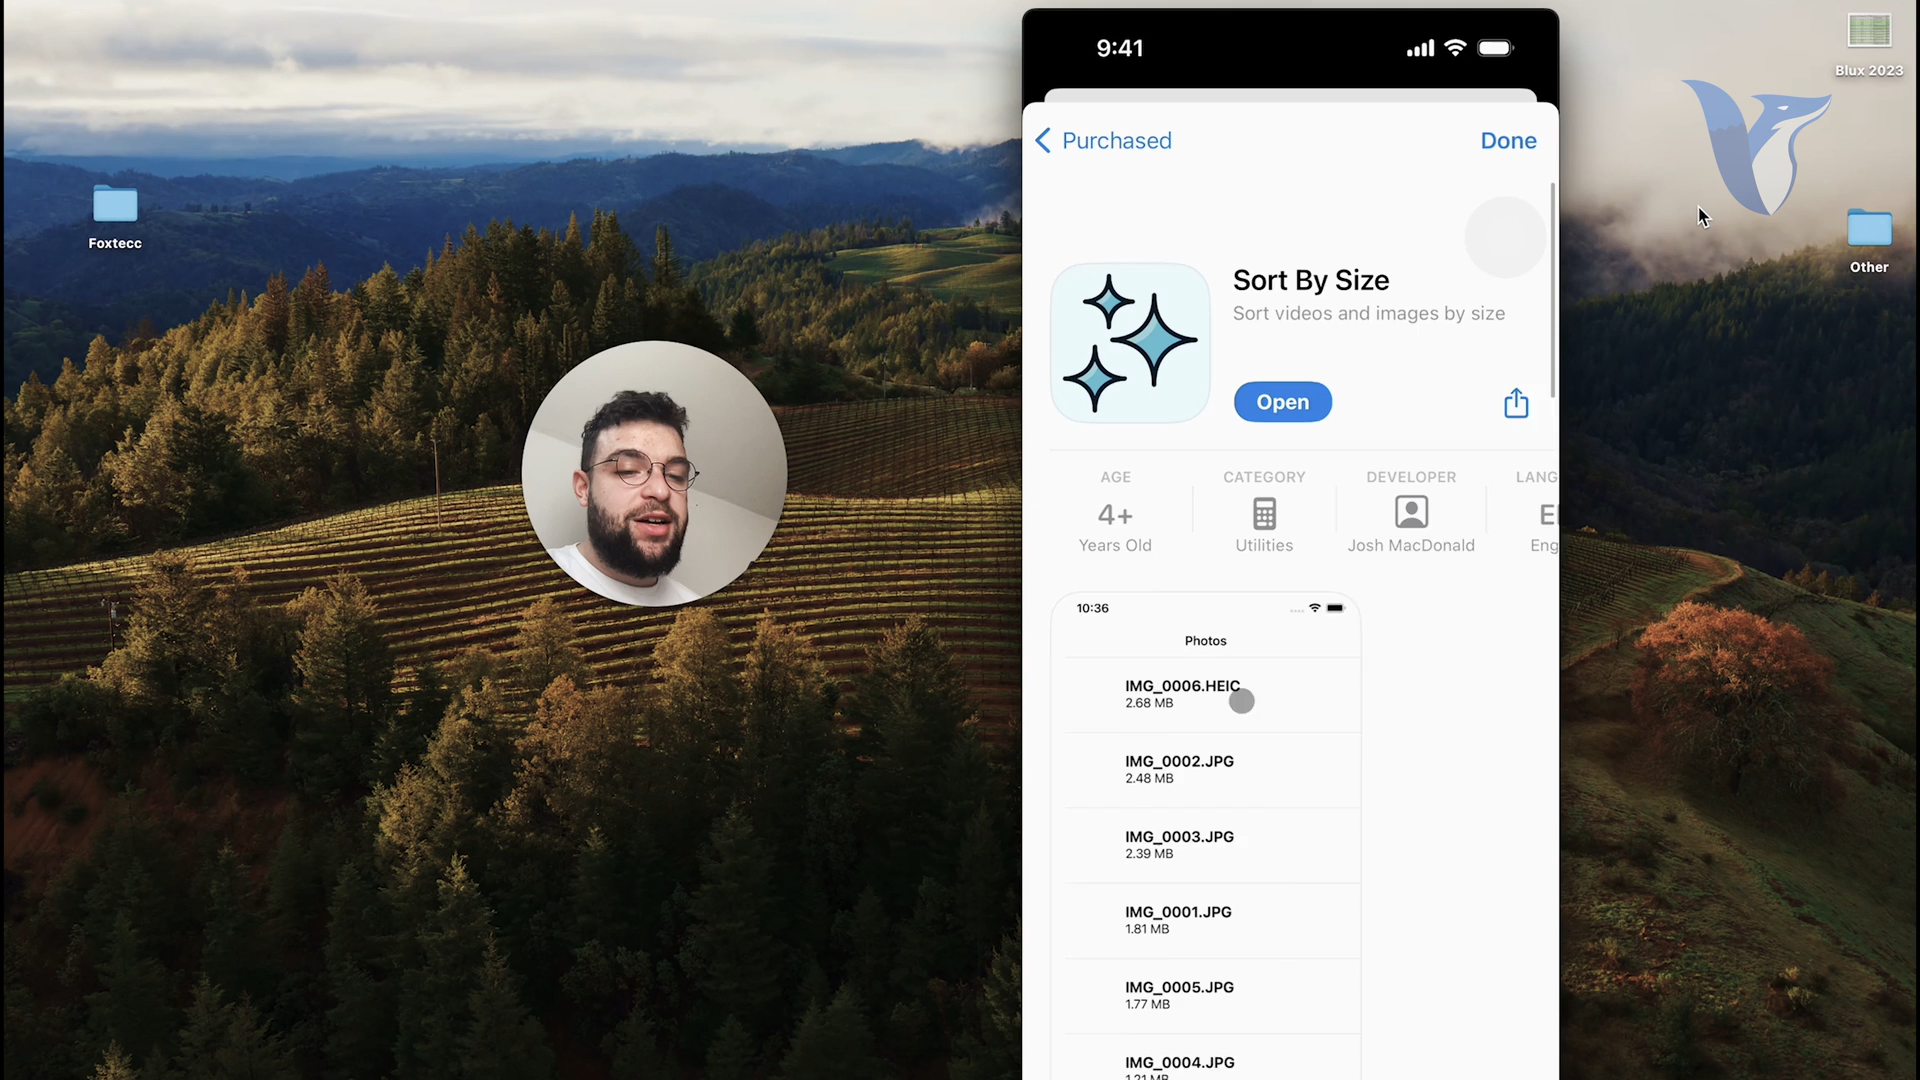 9:41
Blux 2023
Purchased
Done
Foxtecc
Other
Sort By Size
Sort videos and images by size
Open
AGE
CATEGORY
DEVELOPER
LANG
4+
E
Years Old
Utilities
Josh MacDonald
Eng
10:36
Photos
IMG_0006.HEIC
2.68 MB
IMG_0002.JPG
2.48 MB
IMG_0003.JPG
2.39 MB
IMG_0001.JPG
1.81 MB
IMG_0005.JPG
1.77 MB
IMG_0004.JPG
1.21 MB